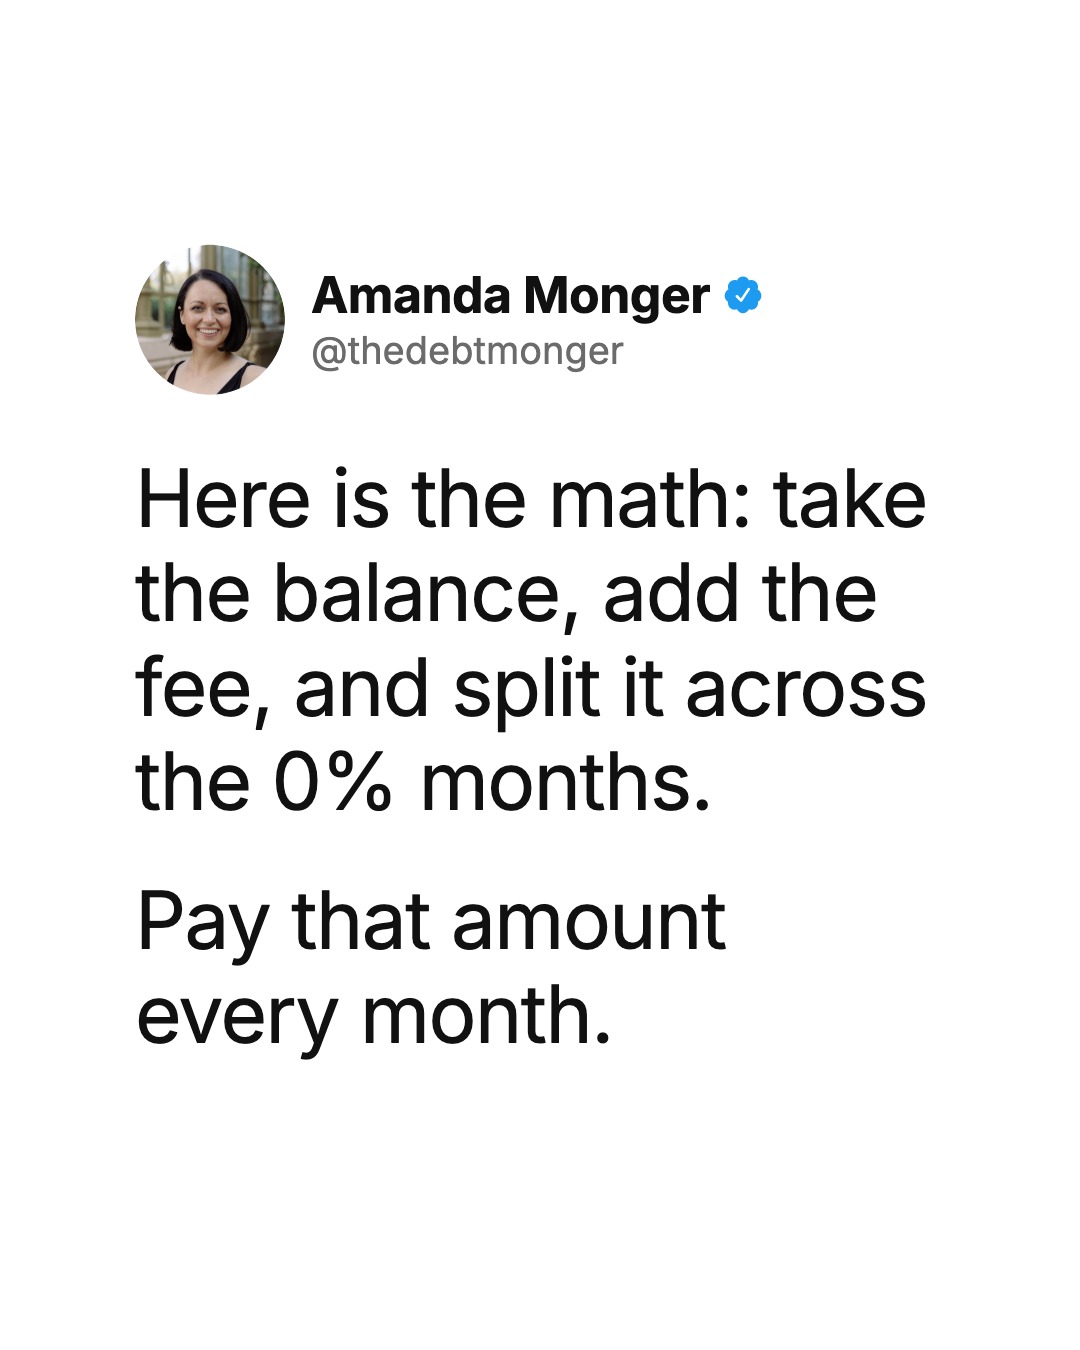 Amanda Monger
@thedebtmonger
Here is the math: take
the balance, add the
fee, and split it across
the 0% months.
Pay that amount
every month.